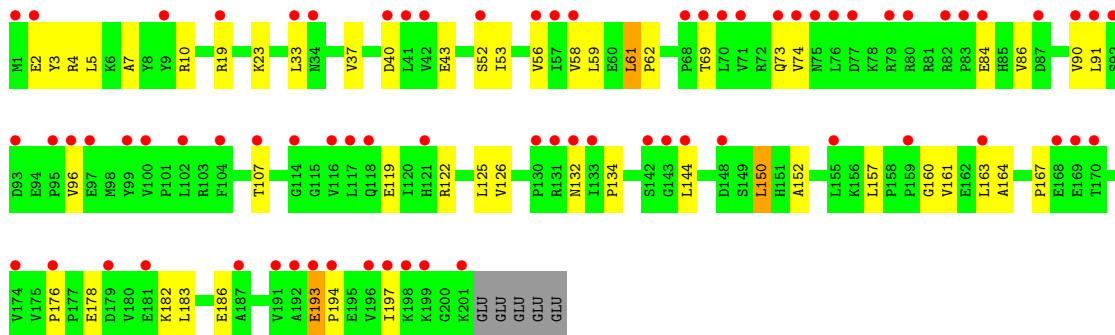 M1 E2 Y3 R4 L5 K6 A7 Y8 Y9 R10 R19 K23 L33 N34 V37 D40 L41 V42 E43 S52 I53 V56 I57 V58 L59 E60 L61 P62 P68 T69 L70 V71 R72 Q73 V74 N75 L76 D77 K78 R79 R80 R81 R82 P83 E84 H85 V86 D87 V90 L91 S92
D93 E94 P95 V96 E97 M98 Y99 V100 P101 L102 R103 F104 T107 G114 G115 V116 L117 Q118 E119 I120 H121 R122 L125 V126 P130 R131 N132 I133 P134 S142 G143 L144 D148 S149 L150 H151 A152 L155 K156 L157 P158 P159 G160 V161 E162 L163 A164 P167 E168 E169 T170
V174 V175 P176 P177 E178 D179 V180 E181 K182 L183 E186 A187 V191 A192 E193 P194 E195 V196 I197 K198 K199 G200 K201 GLU GLU GLU GLU GLU